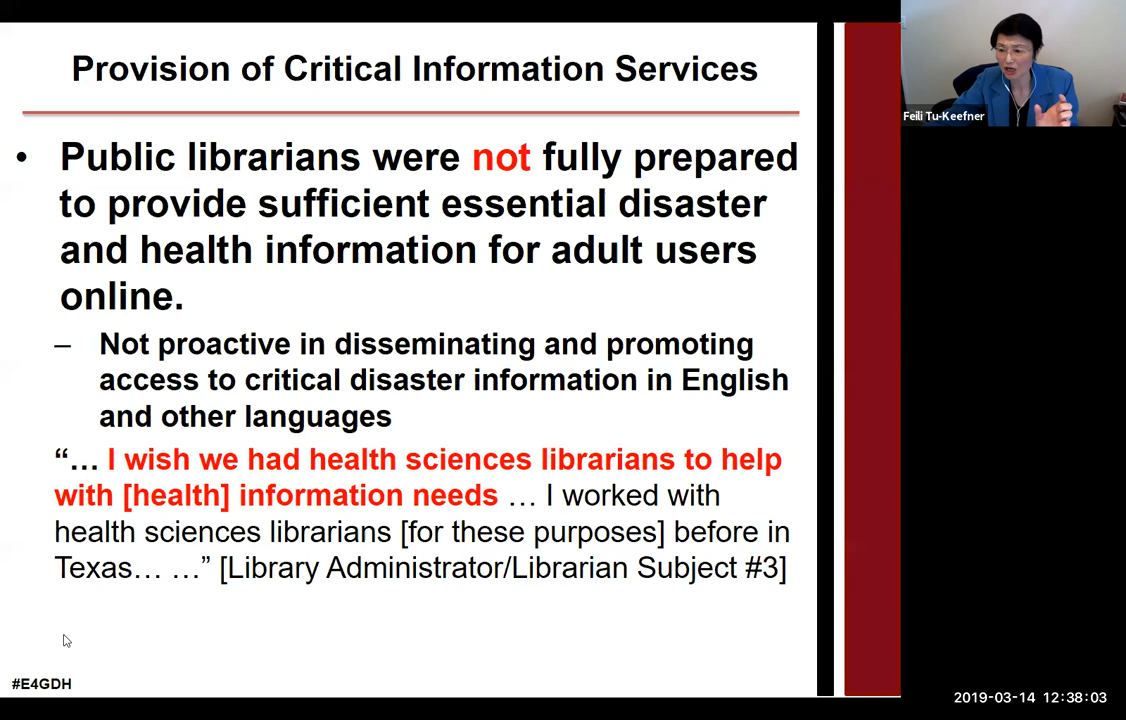 Provision of Critical Information Services
• Public librarians were not fully prepared
to provide sufficient essential disaster
and health information for adult users
online.
– Not proactive in disseminating and promoting
access to critical disaster information in English
and other languages
“… I wish we had health sciences librarians to help
with [health] information needs … I worked with
health sciences librarians [for these purposes] before in
Texas… …” [Library Administrator/Librarian Subject #3]
#E4GDH
Feili Tu-Keefner
2019-03-14 12:38:03